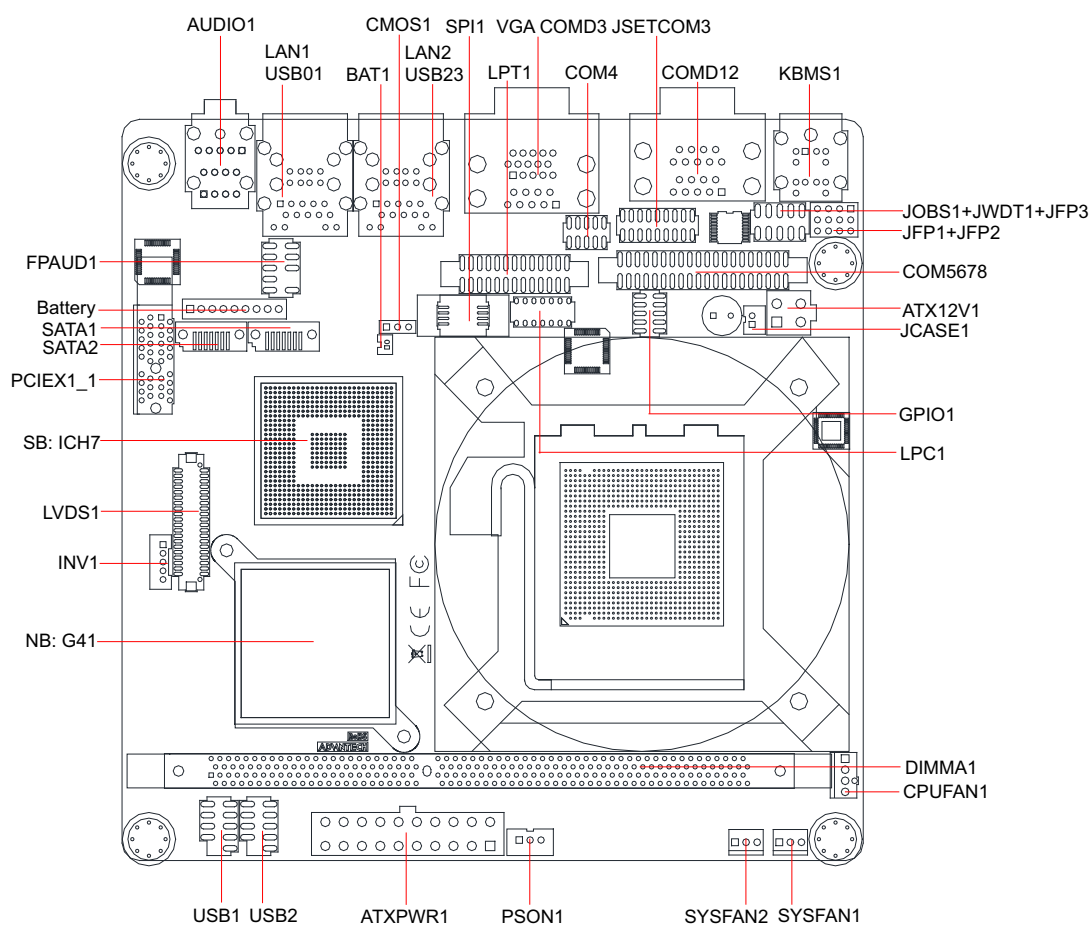 AUDIO1
CMOS1
SPI1
VGA COMD3
JSETCOM3
LAN1
USB01
BAT1
LAN2
USB23
LPT1
COM4
COMD12
KBMS1
JOBS1+JWDT1+JFP3
JFP1+JFP2
FPAUD1
COM5678
Battery
ATX12V1
SATA1
JCASE1
SATA2
PCIEX1_1
GPIO1
SB: ICH7
LPC1
LVDS1
INV1
FC
CE
NB: G41
ADVANTECH
DIMMA1
CPUFAN1
USB1
USB2
ATXPWR1
PSON1
SYSFAN2
SYSFAN1